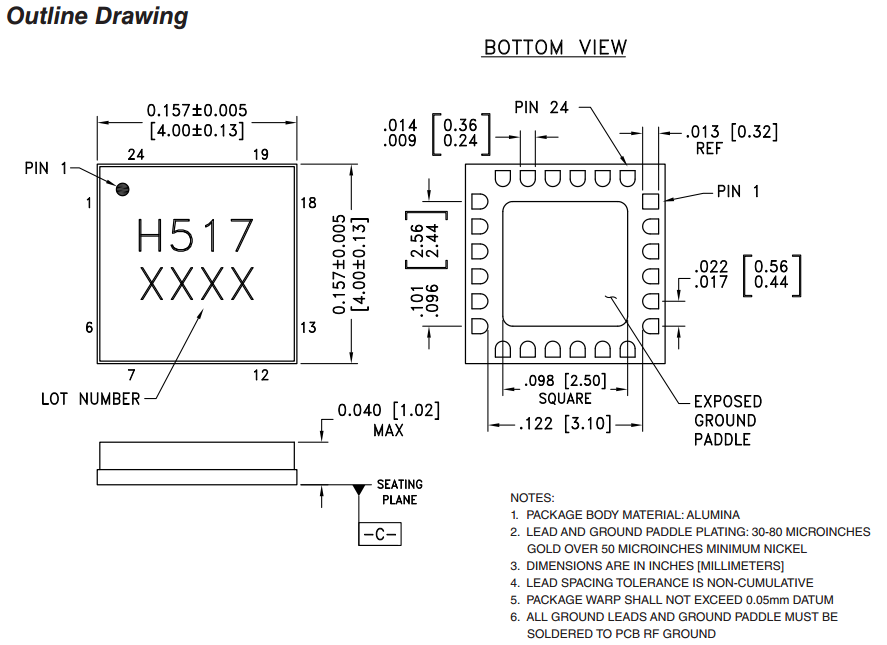 Outline Drawing
BOTTOM VIEW
0.157±0.005
[4.00±0.13]
24
19
PIN 1
1
18
H517
XXXX
6
13
7
12
LOT NUMBER
0.157±0.005
[4.00±0.13]
.014 [0.36
.009 0.24]
PIN 24
.013 [0.32]
REF
PIN 1
[2.56
2.44]
.101
.096
.022 [0.56
.017 0.44]
.098 [2.50]
SQUARE
.122 [3.10]
EXPOSED
GROUND
PADDLE
0.040 [1.02]
MAX
SEATING
PLANE
-C-
NOTES:
1. PACKAGE BODY MATERIAL: ALUMINA
2. LEAD AND GROUND PADDLE PLATING: 30-80 MICROINCHES
GOLD OVER 50 MICROINCHES MINIMUM NICKEL
3. DIMENSIONS ARE IN INCHES [MILLIMETERS]
4. LEAD SPACING TOLERANCE IS NON-CUMULATIVE
5. PACKAGE WARP SHALL NOT EXCEED 0.05mm DATUM
6. ALL GROUND LEADS AND GROUND PADDLE MUST BE
SOLDERED TO PCB RF GROUND